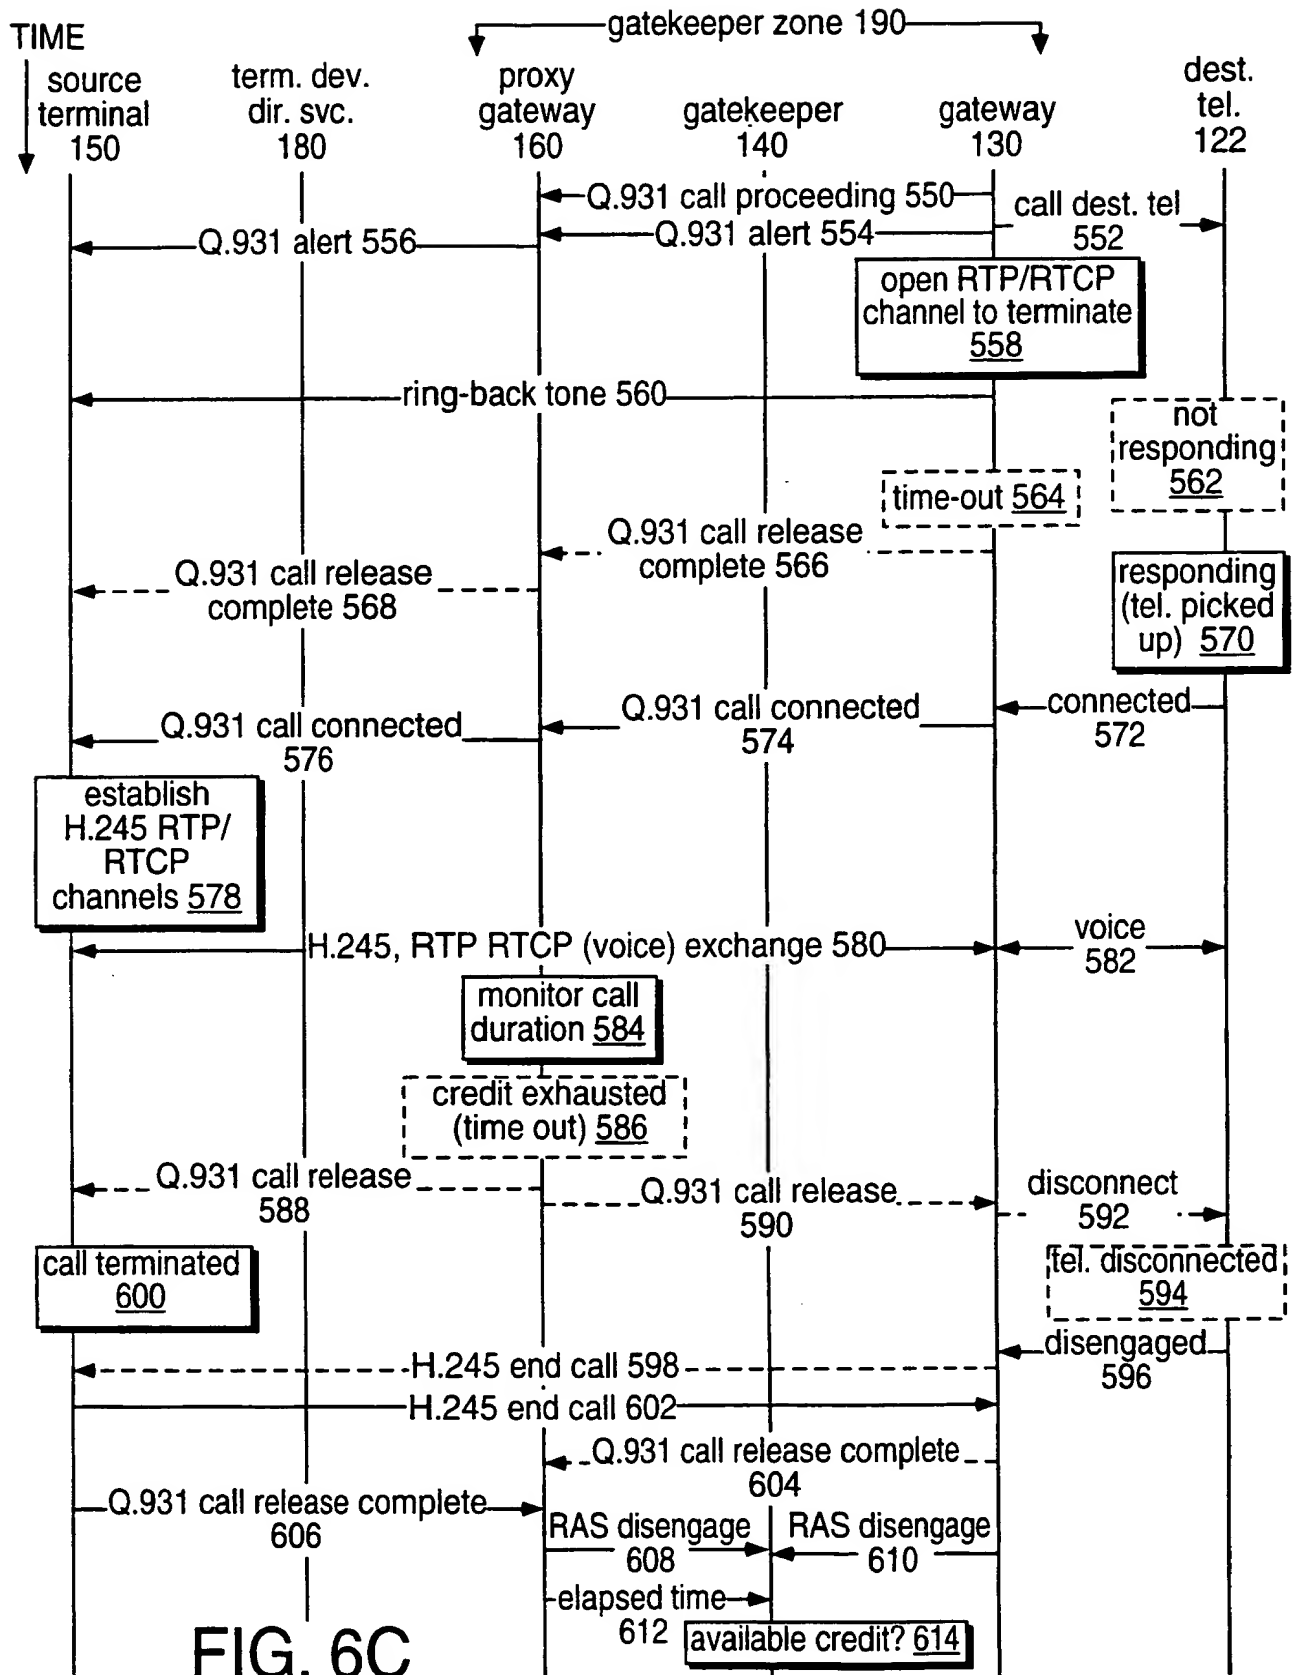 gatekeeper zone 190
TIME
source
terminal
150
term. dev.
dir. svc.
180
proxy
gateway
160
gatekeeper
140
gateway
130
dest.
tel.
122
Q.931 call proceeding 550
call dest. tel
552
Q.931 alert 554
Q.931 alert 556
open RTP/RTCP
channel to terminate
558
ring-back tone 560
not
responding
562
time-out 564
Q.931 call release
complete 566
Q.931 call release
complete 568
responding
(tel. picked
up) 570
connected
572
Q.931 call connected
574
Q.931 call connected
576
establish
H.245 RTP/
RTCP
channels 578
H.245, RTP RTCP (voice) exchange 580
voice
582
monitor call
duration 584
credit exhausted
(time out) 586
Q.931 call release
588
Q.931 call release
590
disconnect
592
call terminated
600
tel. disconnected
594
disengaged
596
H.245 end call 598
H.245 end call 602
Q.931 call release complete
604
Q.931 call release complete
606
RAS disengage
608
RAS disengage
610
elapsed time
612
available credit? 614
FIG. 6C